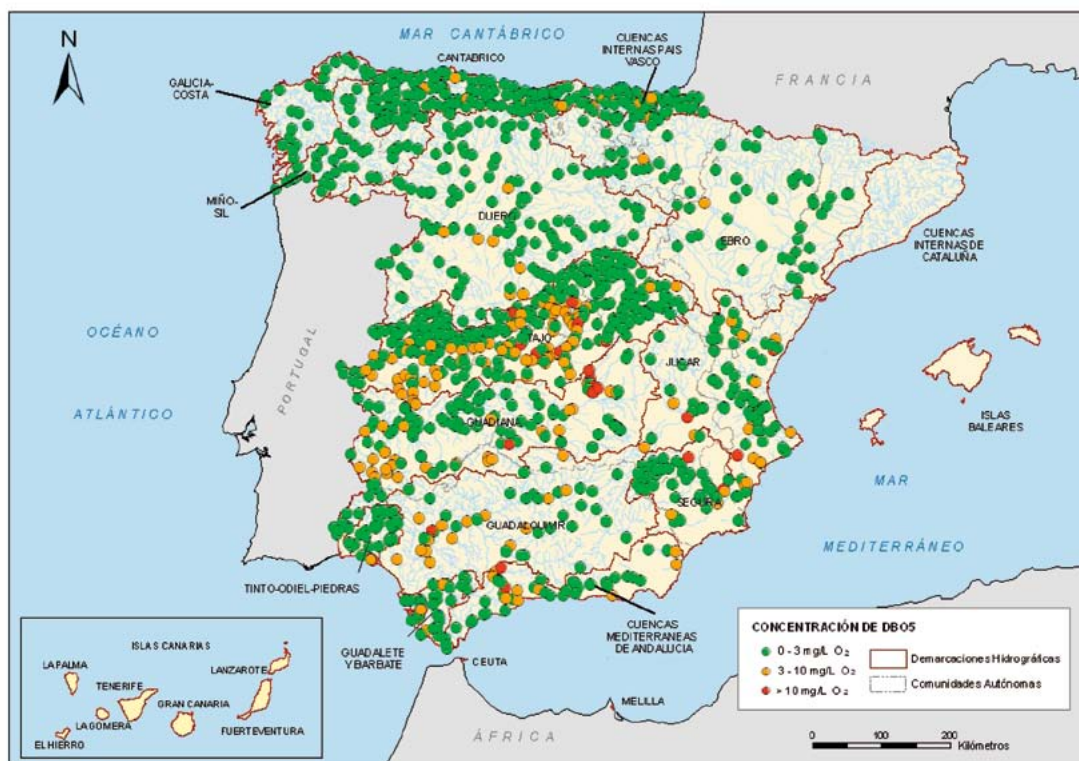 N
MAR CANTÁBRICO
CANTABRICO
CUENCAS
INTERNAS PAIS
VASCO
FRANCIA
GALICIA-
COSTA
MIÑO-
SIL
DUERO
EBRO
CUENCAS
INTERNAS DE
CATALUÑA
OCÉANO
ATLÁNTICO
PORTUGAL
TAJO
JUCAR
GUADIANA
ISLAS
BALEARES
MAR
MEDITERRÁNEO
SEGURA
GUADALQUIVIR
TINTO-ODIEL-PIEDRAS
GUADALETE
Y BARBATE
CUENCAS
MEDITERRANEAS
DE ANDALUCIA
CEUTA
MELILLA
ÁFRICA
ISLAS CANARIAS
LA PALMA
LANZAROTE
TENERIFE
GRAN CANARIA
LA GOMERA
EL HIERRO
FUERTEVENTURA
CONCENTRACIÓN DE DBO5
0 - 3 mg/L O₂
3 - 10 mg/L O₂
> 10 mg/L O₂
Demarcaciones Hidrográficas
Comunidades Autónomas
0 50 100 200
Kilómetros